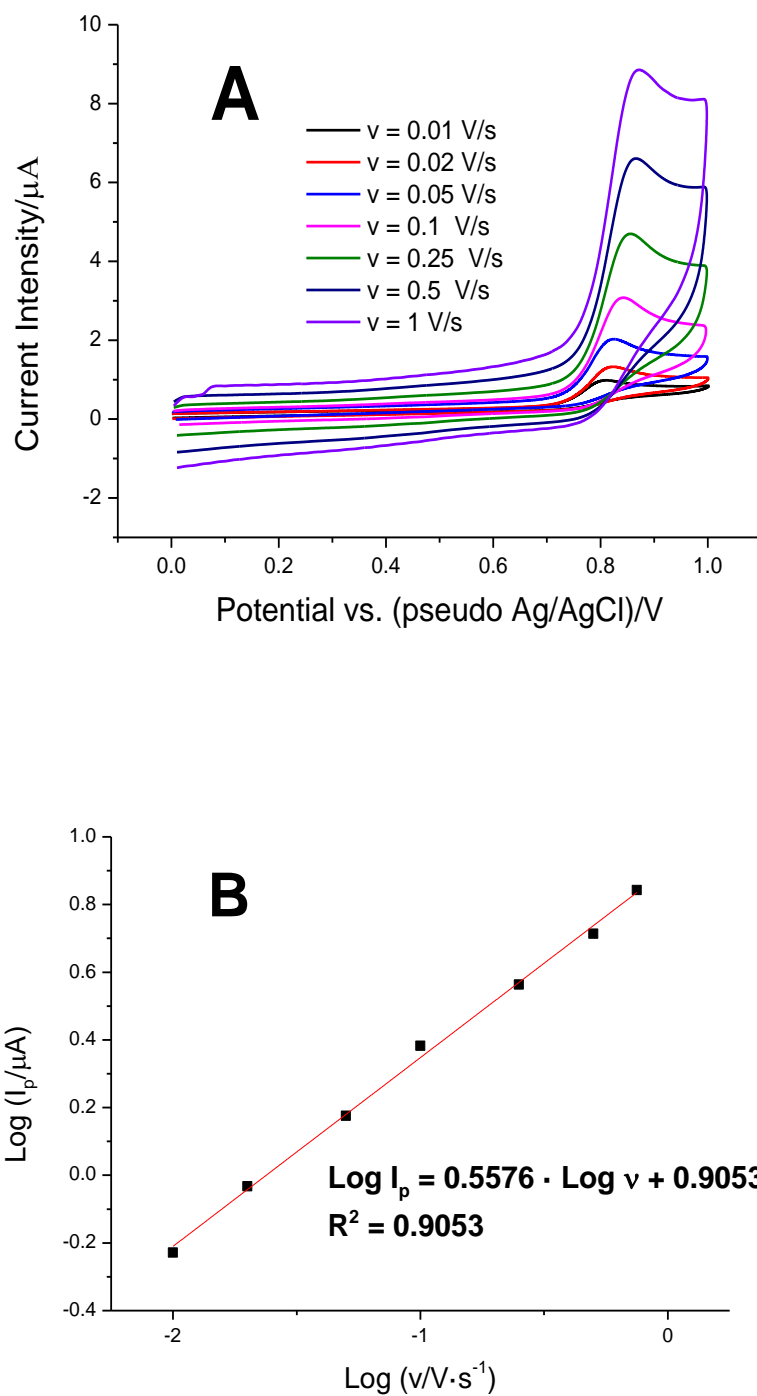 10
8
6
4
2
0
-2
Current Intensity/μA
A
v = 0.01 V/s
v = 0.02 V/s
v = 0.05 V/s
v = 0.1 V/s
v = 0.25 V/s
v = 0.5 V/s
v = 1 V/s
0.0 0.2 0.4 0.6 0.8 1.0
Potential vs. (pseudo Ag/AgCl)/V
1.0
0.8
0.6
0.4
0.2
0.0
-0.2
-0.4
Log (Ip/μA)
B
Log Ip = 0.5576 · Log ν + 0.9053
R² = 0.9053
-2 -1 0
Log (v/V·s⁻¹)